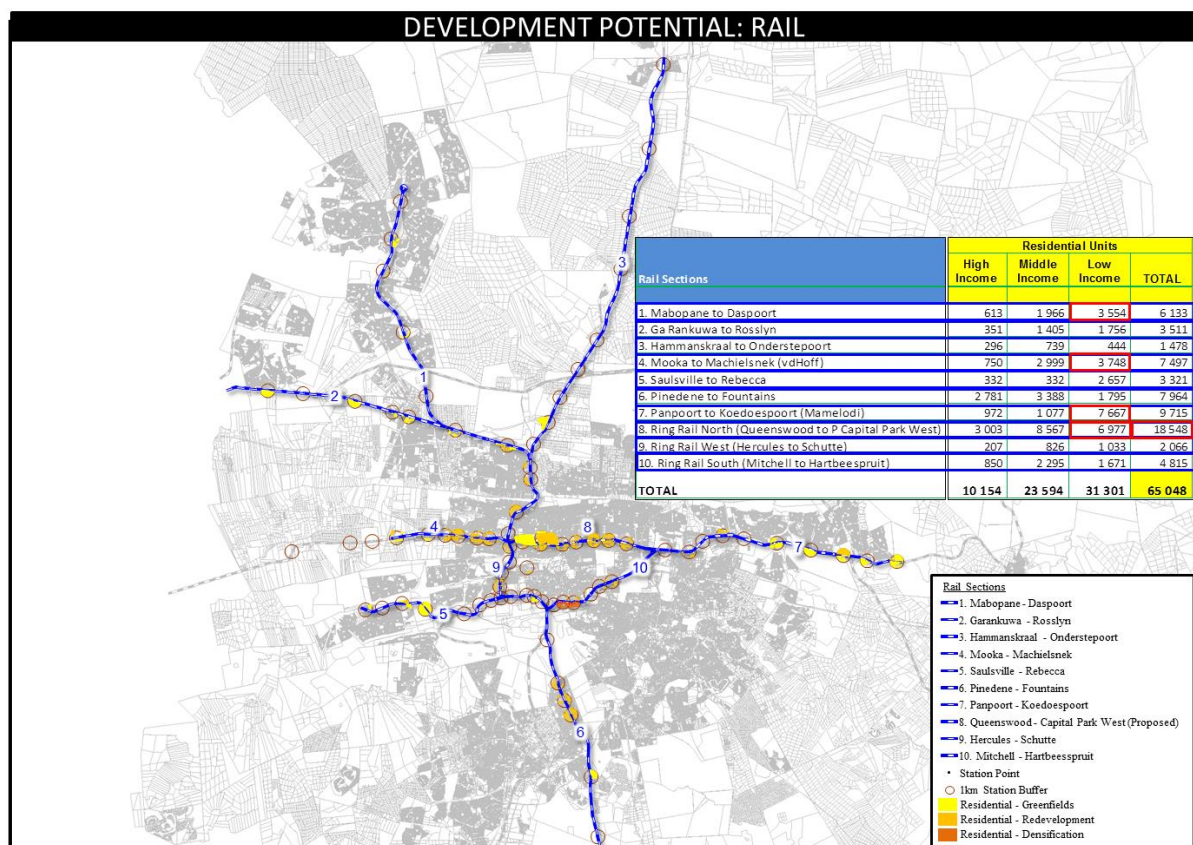 DEVELOPMENT POTENTIAL: RAIL
Rail Sections
Residential Units
High Income
Middle Income
Low Income
TOTAL
1. Mabopane to Daspoort 613 1 966 3 554 6 133
2. Ga Rankuwa to Rosslyn 351 1 405 1 756 3 511
3. Hammanskraal to Onderstepoort 296 739 444 1 478
4. Mooka to Machielsnek (vdHoff) 750 2 999 3 748 7 497
5. Saulsville to Rebecca 332 332 2 657 3 321
6. Pinedene to Fountains 2 781 3 388 1 795 7 964
7. Panpoort to Koedoespoort (Mamelodi) 972 1 077 7 667 9 715
8. Ring Rail North (Queenswood to P Capital Park West) 3 003 8 567 6 977 18 548
9. Ring Rail West (Hercules to Schutte) 207 826 1 033 2 066
10. Ring Rail South (Mitchell to Hartbeespruit) 850 2 295 1 671 4 815
TOTAL 10 154 23 594 31 301 65 048
3
1
2
4
8
7
9
10
5
6
Rail Sections
1. Mabopane - Daspoort
2. Garankuwa - Rosslyn
3. Hammanskraal - Onderstepoort
4. Mooka - Machielsnek
5. Saulsville - Rebecca
6. Pinedene - Fountains
7. Panpoort - Koedoespoort
8. Queenswood - Capital Park West (Proposed)
9. Hercules - Schutte
10. Mitchell - Hartbeesspruit
Station Point
1km Station Buffer
Residential - Greenfields
Residential - Redevelopment
Residential - Densification